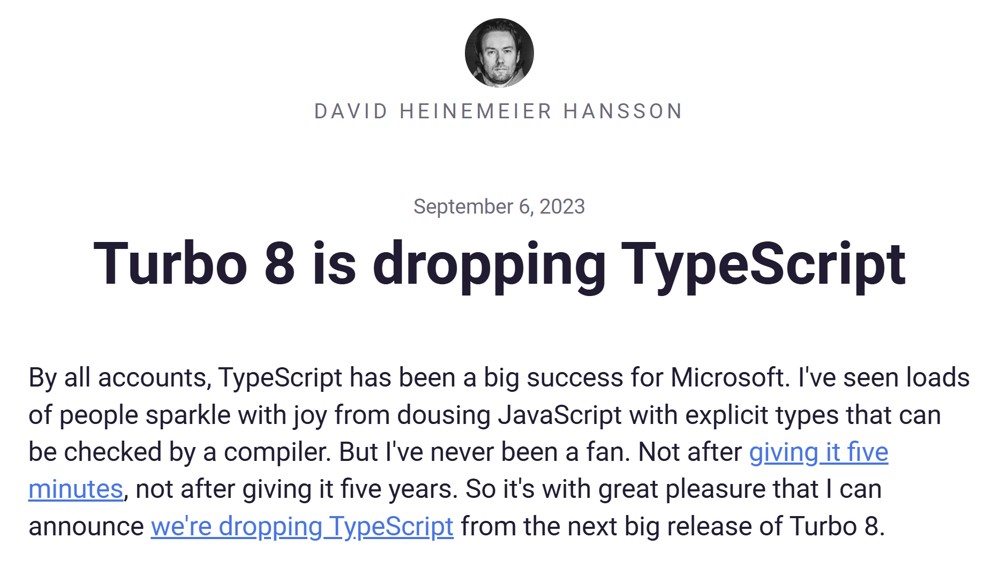 DAVID HEINEMEIER HANSSON
September 6, 2023
Turbo 8 is dropping TypeScript
By all accounts, TypeScript has been a big success for Microsoft. I've seen loads
of people sparkle with joy from dousing JavaScript with explicit types that can
be checked by a compiler. But I've never been a fan. Not after giving it five
minutes, not after giving it five years. So it's with great pleasure that I can
announce we're dropping TypeScript from the next big release of Turbo 8.